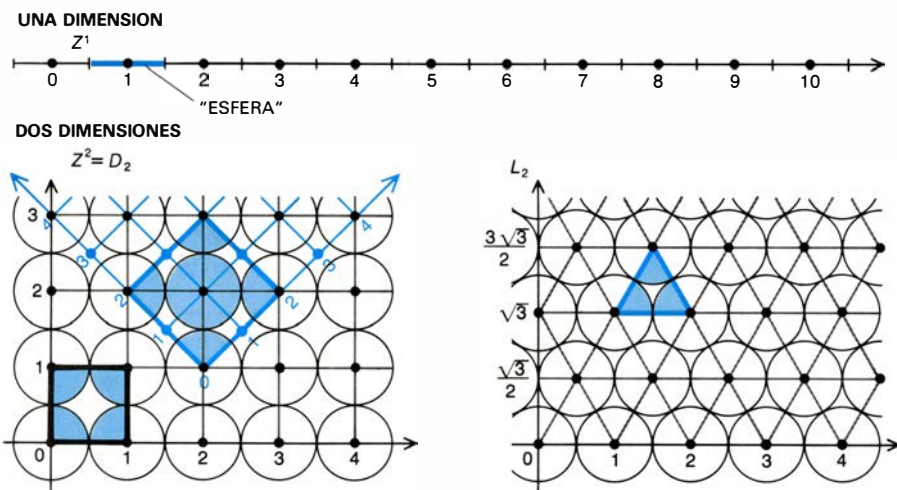 UNA DIMENSION
Z¹
0 1 2 3 4 5 6 7 8 9 10
"ESFERA"
DOS DIMENSIONES
Z² = D₂
3
2
1
0 1 2 3 4
4 3 2 1 0 1 2 3 4
L₂
3√3/2
√3
√3/2
0 1 2 3 4